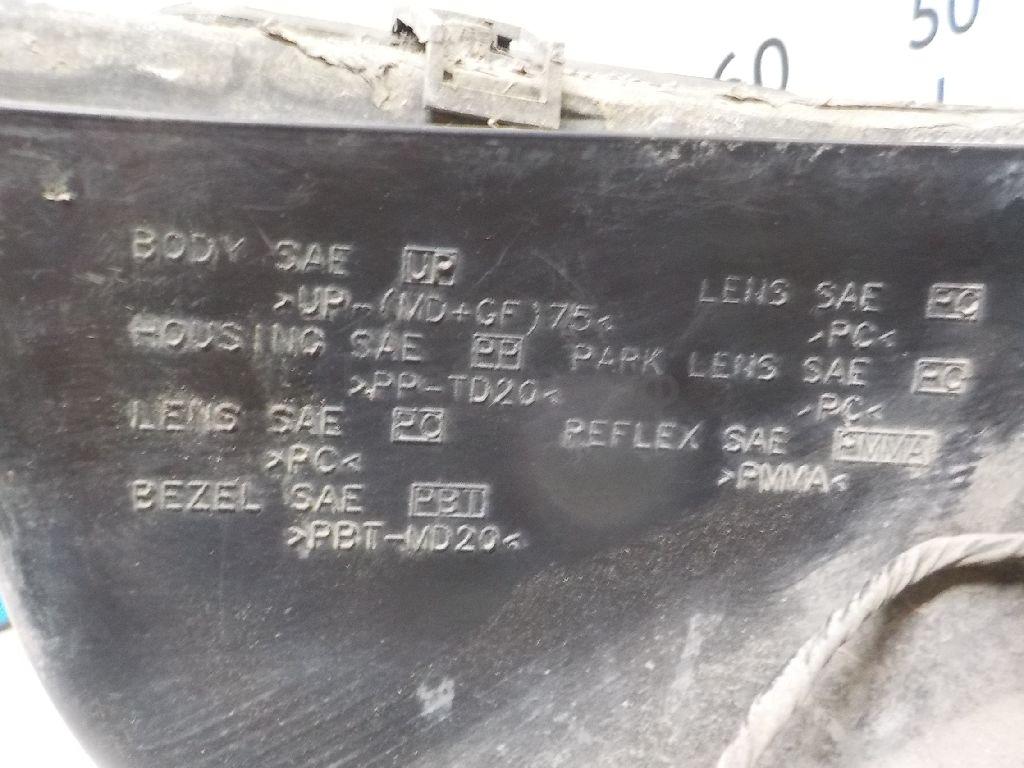 50
60
BODY SAE UP
>UP-(MD+GF)75<
HOUSING SAE PP
>PP-TD20<
LENS SAE PC
>PC<
BEZEL SAE PBT
>PBT-MD20<
LENS SAE PC
>PC<
PARK LENS SAE PC
>PC<
REFLEX SAE PMMA
>PMMA<